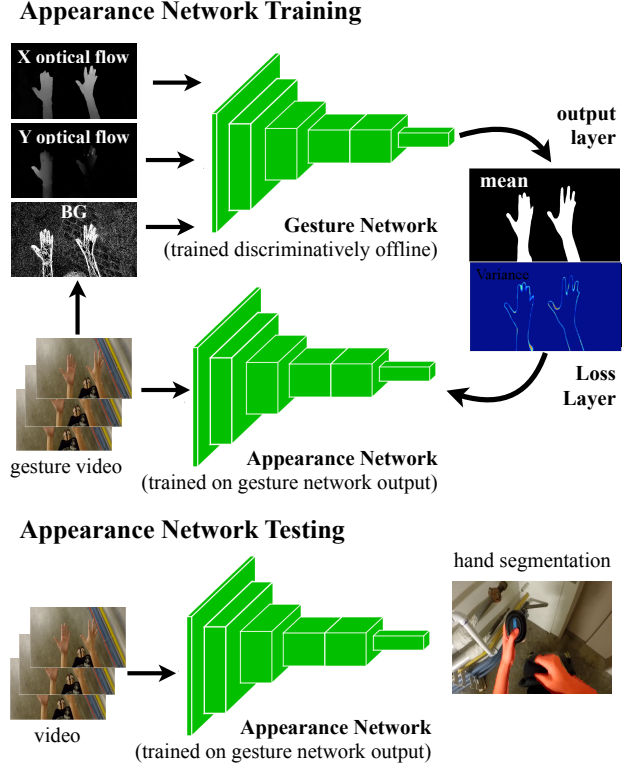 Appearance Network Training
X optical flow
Y optical flow
BG
output
layer
mean
Variance
Gesture Network
(trained discriminatively offline)
Loss
Layer
gesture video
Appearance Network
(trained on gesture network output)
Appearance Network Testing
hand segmentation
video
Appearance Network
(trained on gesture network output)